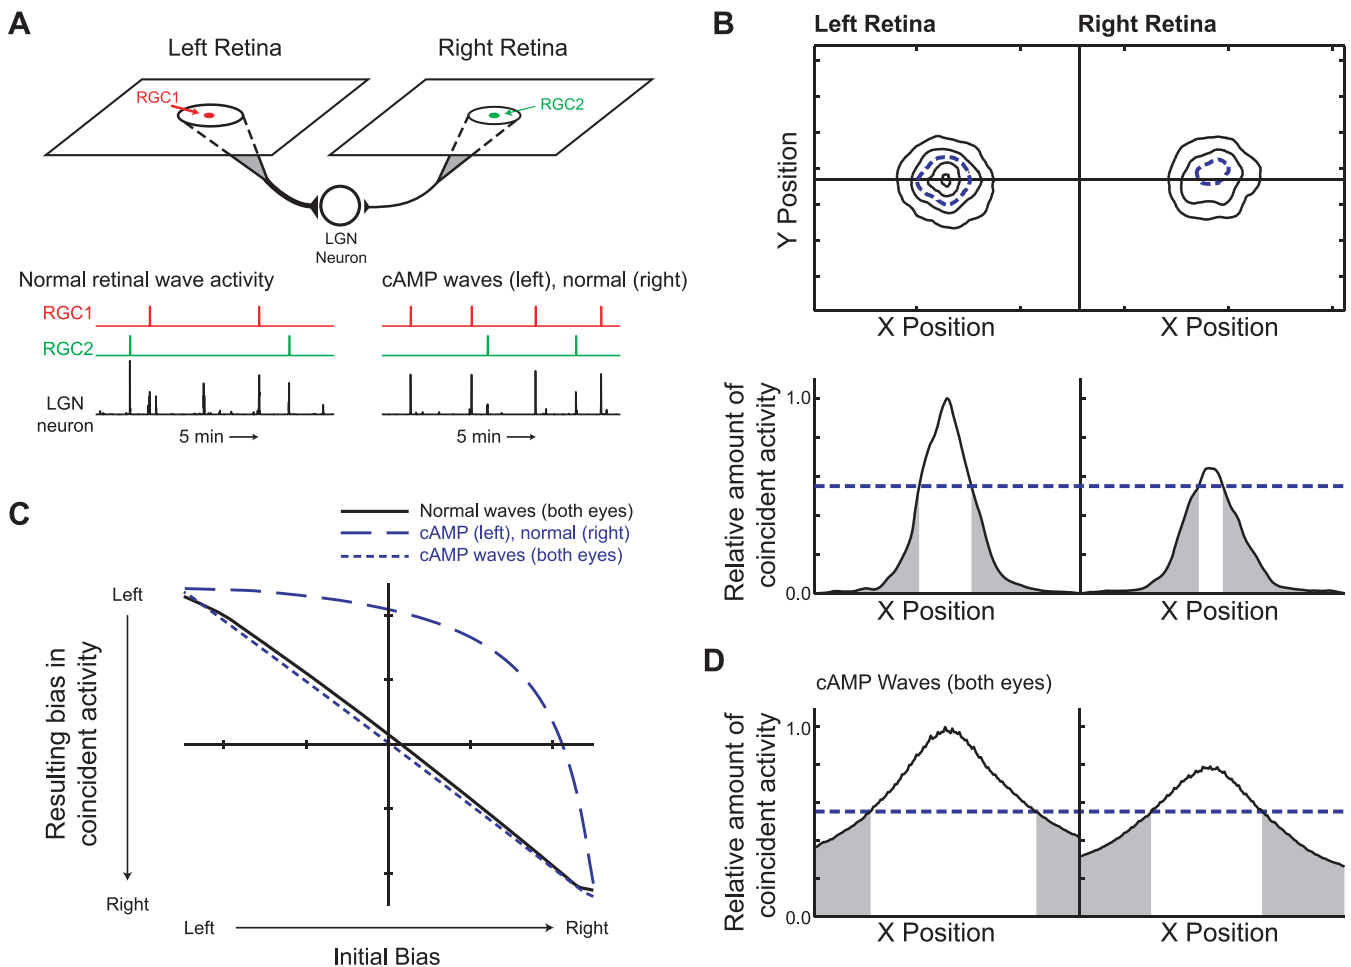 A
Left Retina
Right Retina
RGC1
RGC2
LGN
Neuron
Normal retinal wave activity
cAMP waves (left), normal (right)
RGC1
RGC2
LGN
neuron
5 min
5 min
B
Left Retina
Right Retina
Y Position
X Position
X Position
Relative amount of
coincident activity
1.0
0.0
X Position
X Position
C
Normal waves (both eyes)
cAMP (left), normal (right)
cAMP waves (both eyes)
Left
Resulting bias in
coincident activity
Right
Left
Right
Initial Bias
D
cAMP Waves (both eyes)
Relative amount of
coincident activity
1.0
0.0
X Position
X Position